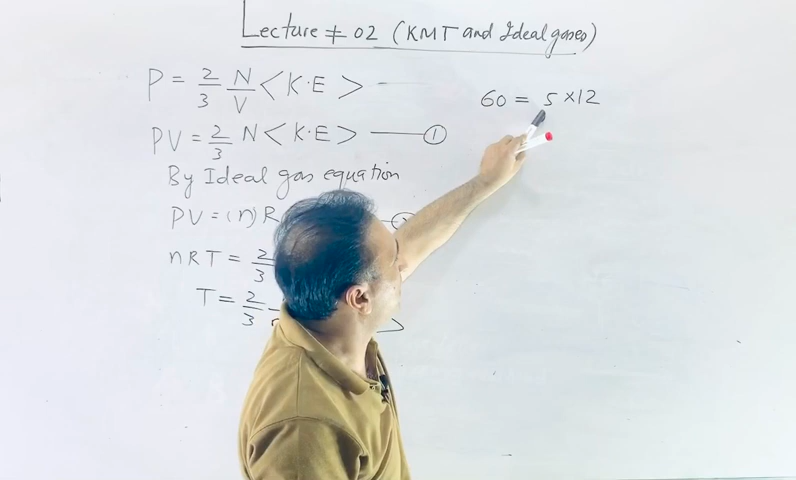 Lecture # 02 (KMT and Ideal gases)
P = 2/3 N/V <K.E>
60 = 5 ×12
PV = 2/3 N <K.E> — ①
By Ideal gas equation
PV = (n) R
nRT = 2/3
T = 2/3